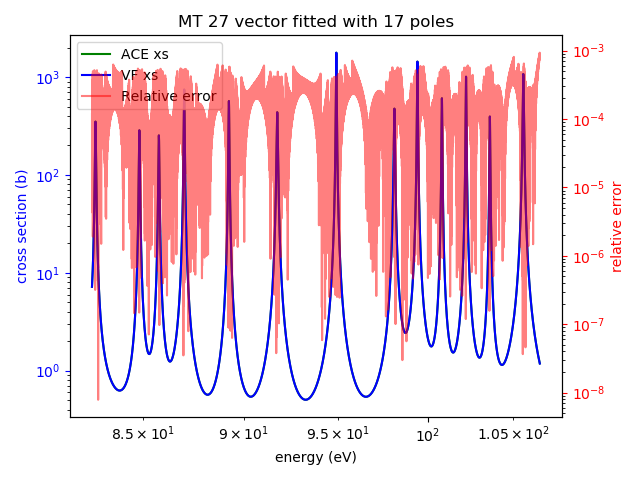 MT 27 vector fitted with 17 poles
ACE xs
VF xs
Relative error
cross section (b)
10³
10²
10¹
10⁰
10⁻³
10⁻⁴
10⁻⁵
10⁻⁶
10⁻⁷
10⁻⁸
relative error
8.5 × 10¹
9 × 10¹
9.5 × 10¹
10²
1.05 × 10²
energy (eV)